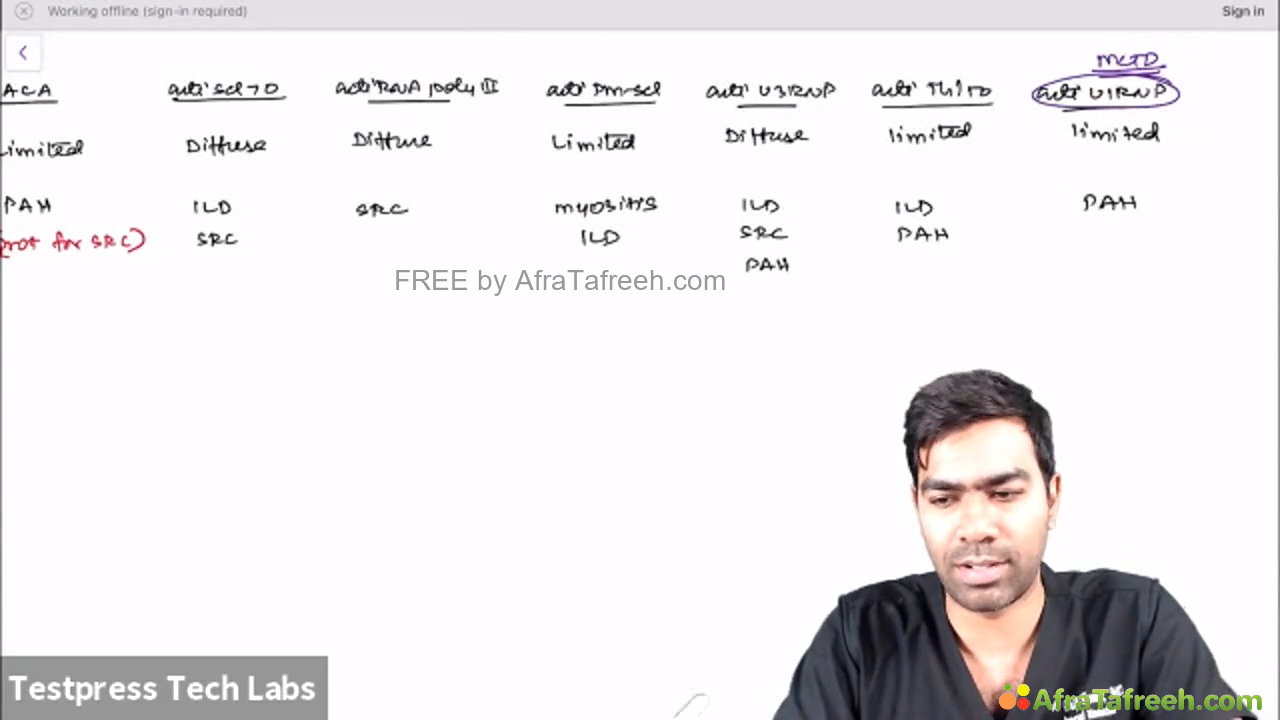 Working offline (sign-in required)
Sign in
MCTD
ACA anti Scl 70 anti RNA poly III anti Pm-scl anti U3RNP anti Th/To anti U1RNP
Limited Diffuse Diffuse Limited Diffuse limited limited
PAH ILD SRC myositis ILD ILD PAH
(prot for SRC) SRC ILD SRC PAH
PAH
FREE by AfraTafreeh.com
Testpress Tech Labs
AfraTafreeh.com